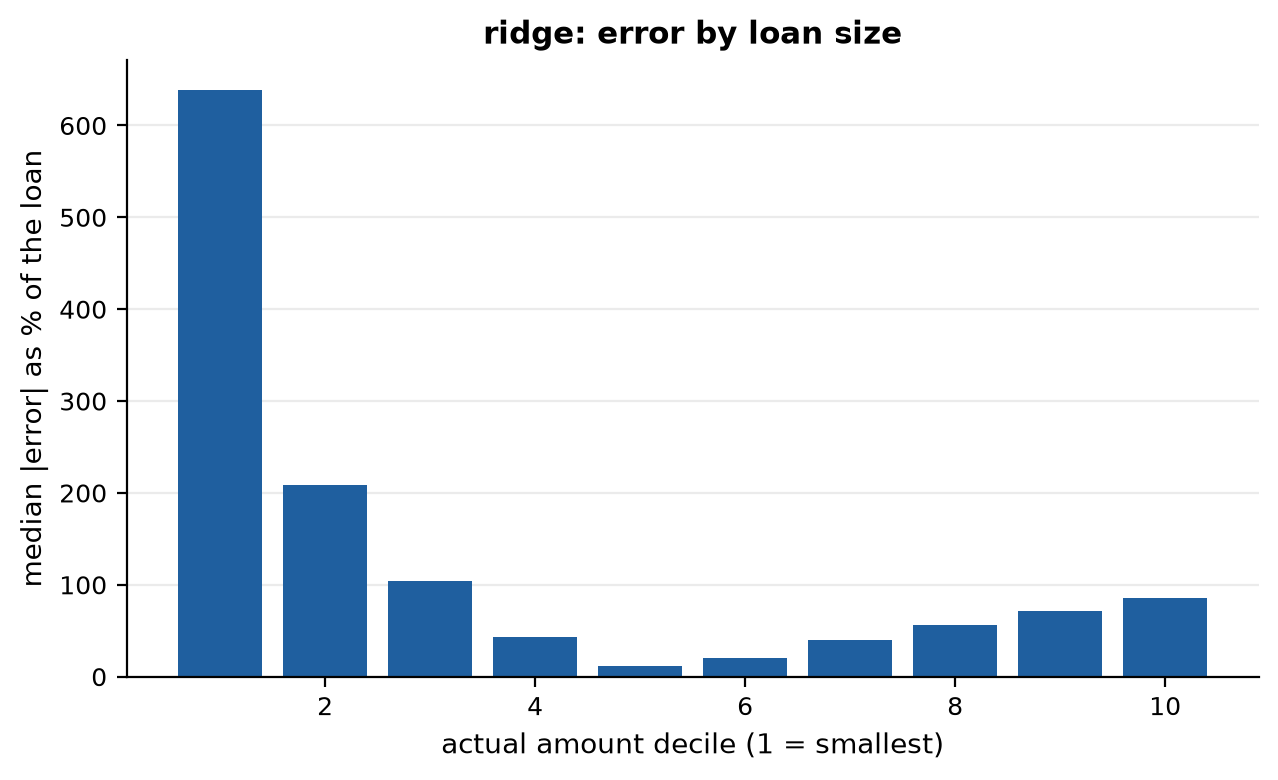 ridge: error by loan size
median |error| as % of the loan
600
500
400
300
200
100
0
2 4 6 8 10
actual amount decile (1 = smallest)